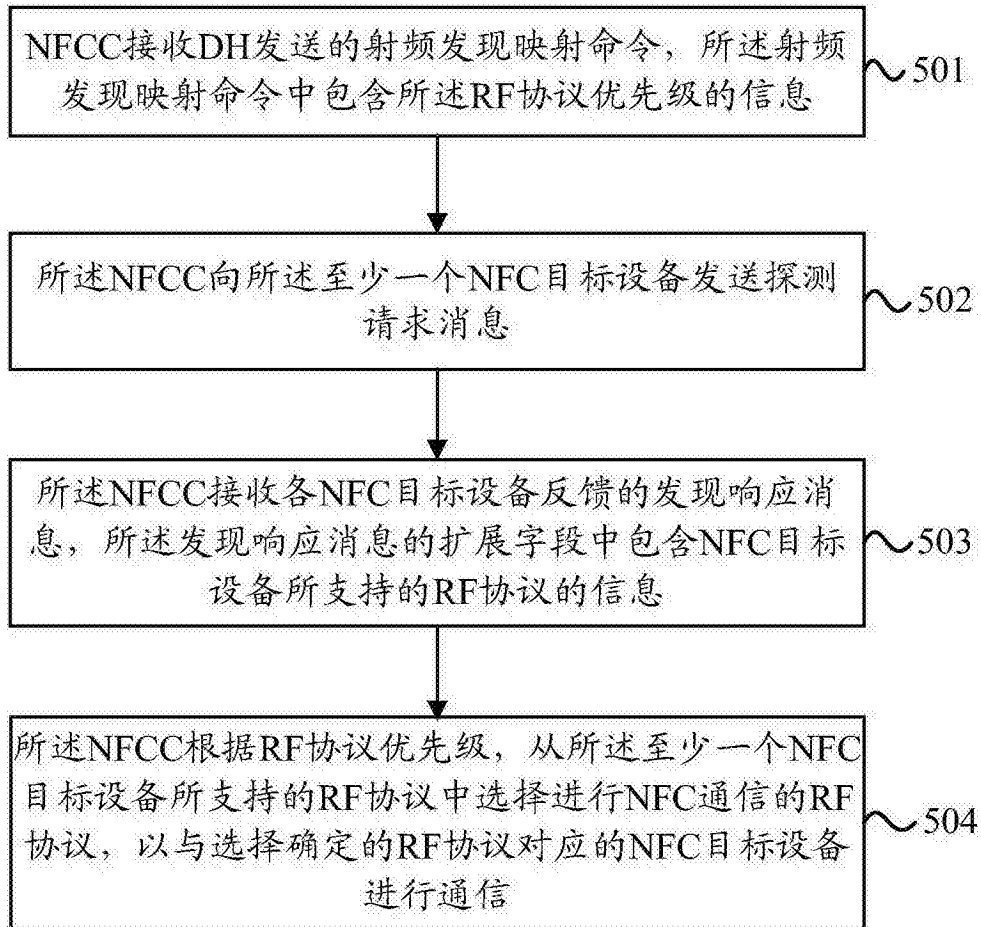 NFCC接收DH发送的射频发现映射命令，所述射频
发现映射命令中包含所述RF协议优先级的信息
501
所述NFCC向所述至少一个NFC目标设备发送探测
请求消息
502
所述NFCC接收各NFC目标设备反馈的发现响应消
息，所述发现响应消息的扩展字段中包含NFC目标
设备所支持的RF协议的信息
503
所述NFCC根据RF协议优先级，从所述至少一个NFC
目标设备所支持的RF协议中选择进行NFC通信的RF
协议，以与选择确定的RF协议对应的NFC目标设备
进行通信
504